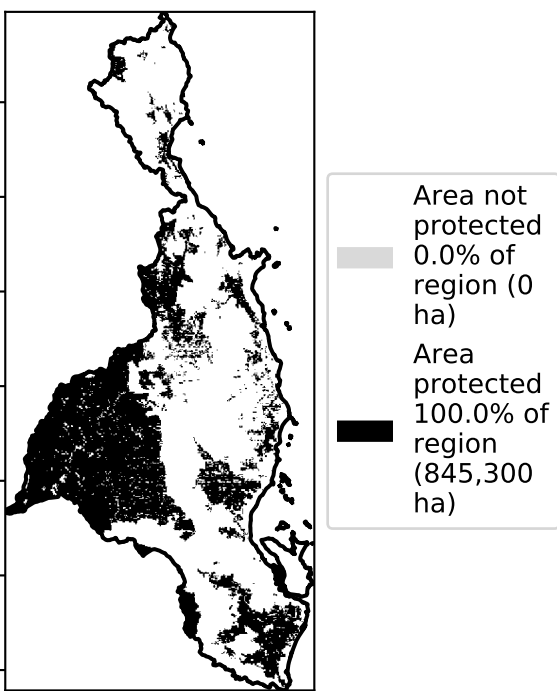 Area not
protected
0.0% of
region (0
ha)
Area
protected
100.0% of
region
(845,300
ha)